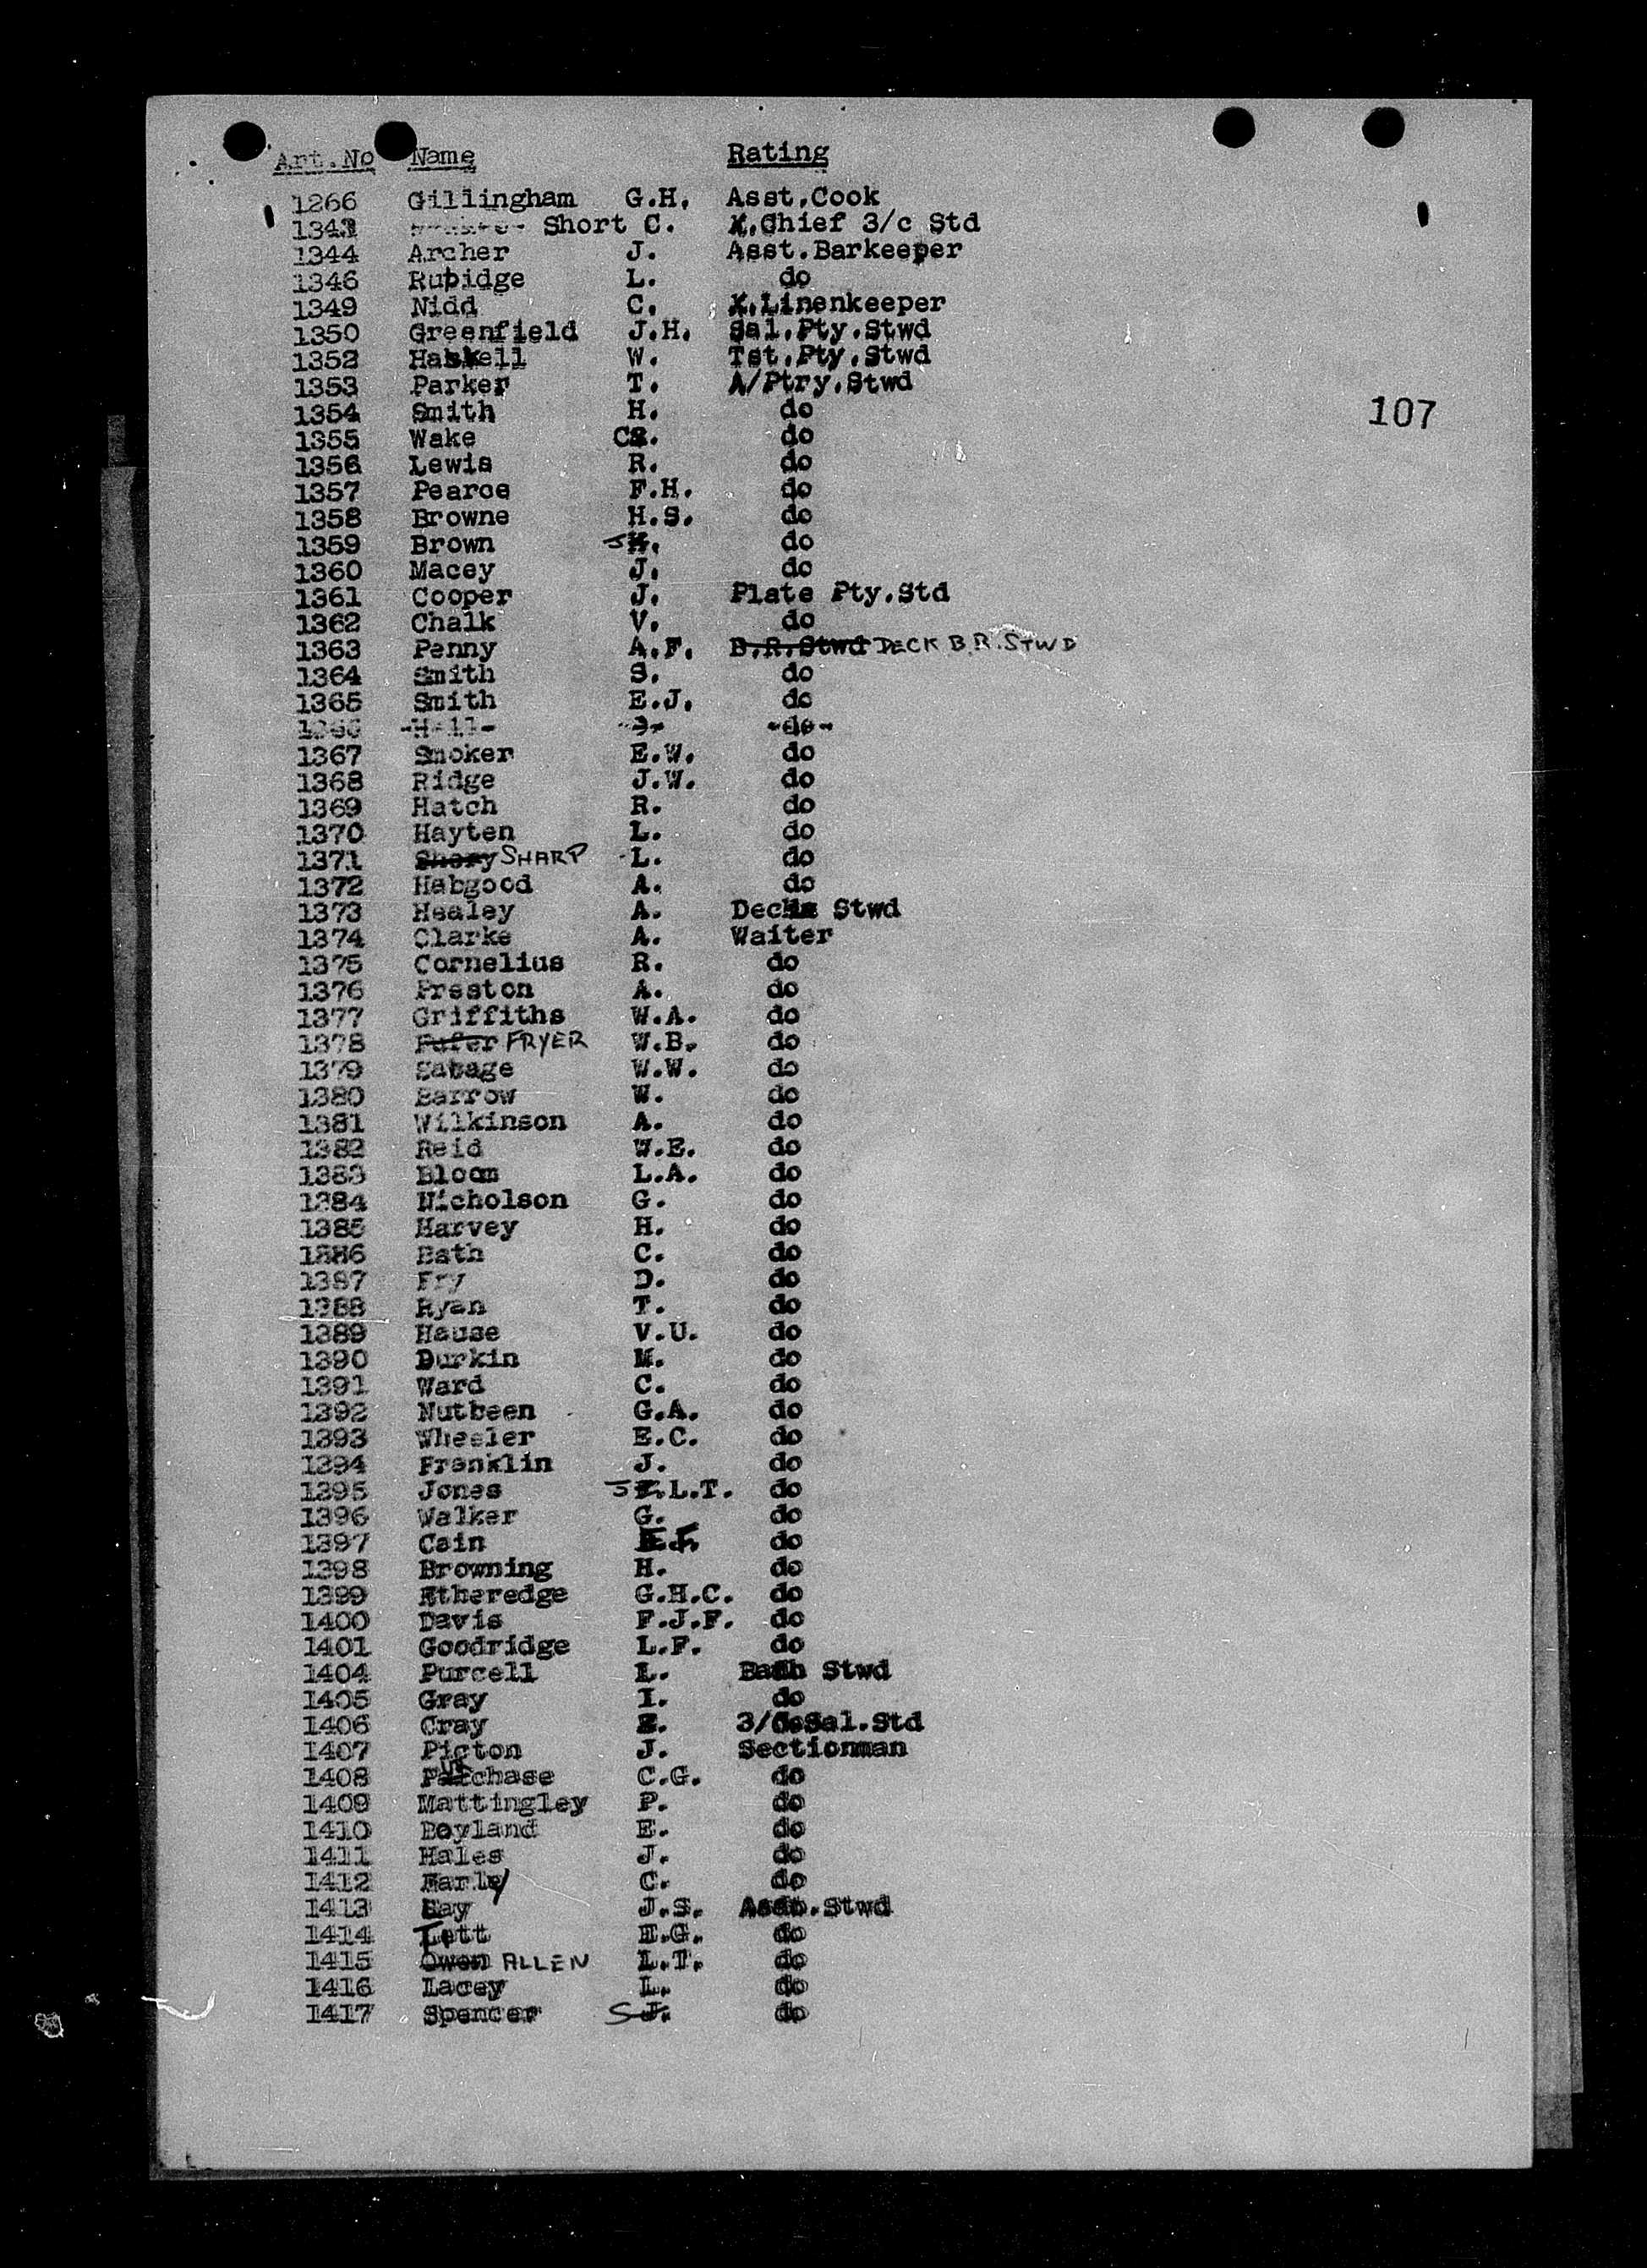 Art.No Name Rating
1266 Gillingham G.H. Asst.Cook
1343 Short C. X.Chief 3/c Std
1344 Archer J. Asst.Barkeeper
1346 Rubidge L. do
1349 Nidd C. X.Linenkeeper
1350 Greenfield J.H. Sal.Pty.Stwd
1352 Haskell W. Tst.Pty.Stwd
1353 Parker T. A/Ptry.Stwd
1354 Smith H. do
107
1355 Wake do
1356 Lewis R. do
1357 Pearce F.H. do
1358 Browne H.S. do
1359 Brown J do
1360 Macey J. do
1361 Cooper J. Plate Pty.Std
1362 Chalk V. do
1363 Penny A.F. B.R.Stwd DECK B.R.STWD
1364 Smith S. do
1365 Smith E.J. do
1366 -Hall- -do-
1367 Smoker E.W. do
1368 Ridge J.W. do
1369 Hatch R. do
1370 Hayten L. do
1371 SHARP L. do
1372 Habgood A. do
1373 Healey A. Deck Stwd
1374 Clarke A. Waiter
1375 Cornelius R. do
1376 Preston A. do
1377 Griffiths W.A. do
1378 Fufer FRYER W.B. do
1379 Sabage W.W. do
1380 Barrow W. do
1381 Wilkinson A. do
1382 Reid W.E. do
1383 Bloom L.A. do
1384 Nicholson G. do
1385 Harvey H. do
1386 Bath C. do
1387 Fry D. do
1388 Ryan T. do
1389 Hause V.U. do
1390 Durkin M. do
1391 Ward C. do
1392 Nutbeen G.A. do
1393 Wheeler E.C. do
1394 Franklin J. do
1395 Jones J L.T. do
1396 Walker G. do
1397 Cain E.J. do
1398 Browning H. do
1399 Etheredge G.H.C. do
1400 Davis F.J.F. do
1401 Goodridge L.F. do
1404 Purcell L. Bath Stwd
1405 Gray I. do
1406 Cray 3/C.Sal.Std
1407 Picton J. Sectionman
1408 Purchase C.G. do
1409 Mattingley P. do
1410 Boyland E. do
1411 Hales J. do
1412 Early C. do
1413 Hay J.S. Asst.Stwd
1414 Lett E.G. do
1415 Owen ALLEN L.T. do
1416 Lacey L. do
1417 Spencer S J. do